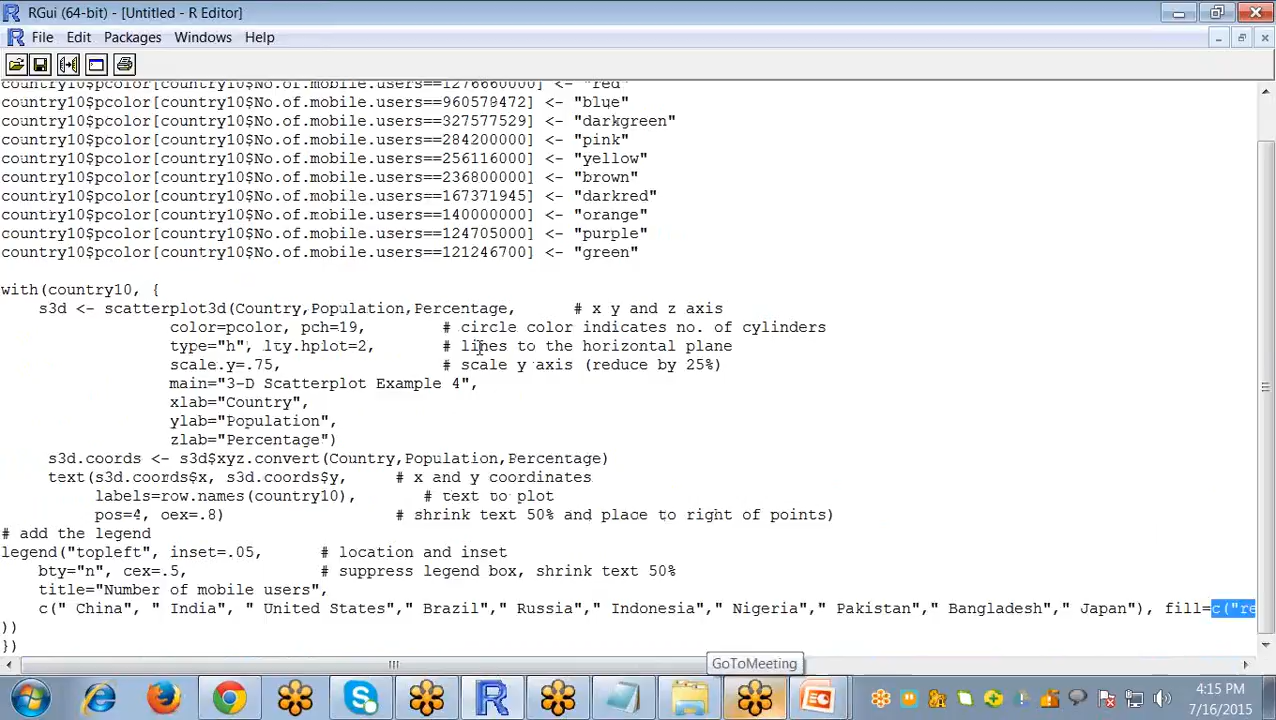 RGui (64-bit) - [Untitled - R Editor]
File Edit Packages Windows Help
country10$pcolor[country10$No.of.mobile.users==1276660000] <- "red"
country10$pcolor[country10$No.of.mobile.users==960579472] <- "blue"
country10$pcolor[country10$No.of.mobile.users==327577529] <- "darkgreen"
country10$pcolor[country10$No.of.mobile.users==284200000] <- "pink"
country10$pcolor[country10$No.of.mobile.users==256116000] <- "yellow"
country10$pcolor[country10$No.of.mobile.users==236800000] <- "brown"
country10$pcolor[country10$No.of.mobile.users==167371945] <- "darkred"
country10$pcolor[country10$No.of.mobile.users==140000000] <- "orange"
country10$pcolor[country10$No.of.mobile.users==124705000] <- "purple"
country10$pcolor[country10$No.of.mobile.users==121246700] <- "green"
with(country10, {
s3d <- scatterplot3d(Country,Population,Percentage, # x y and z axis
color=pcolor, pch=19, # circle color indicates no. of cylinders
type="h", lty.hplot=2, # lines to the horizontal plane
scale.y=.75, # scale y axis (reduce by 25%)
main="3-D Scatterplot Example 4",
xlab="Country",
ylab="Population",
zlab="Percentage")
s3d.coords <- s3d$xyz.convert(Country,Population,Percentage)
text(s3d.coords$x, s3d.coords$y, # x and y coordinates
labels=row.names(country10), # text to plot
pos=4, cex=.8) # shrink text 50% and place to right of points)
# add the legend
legend("topleft", inset=.05, # location and inset
bty="n", cex=.5, # suppress legend box, shrink text 50%
title="Number of mobile users",
c(" China", " India", " United States"," Brazil"," Russia"," Indonesia"," Nigeria"," Pakistan"," Bangladesh"," Japan"), fill=c("re
))
})
GoToMeeting
4:15 PM
7/16/2015